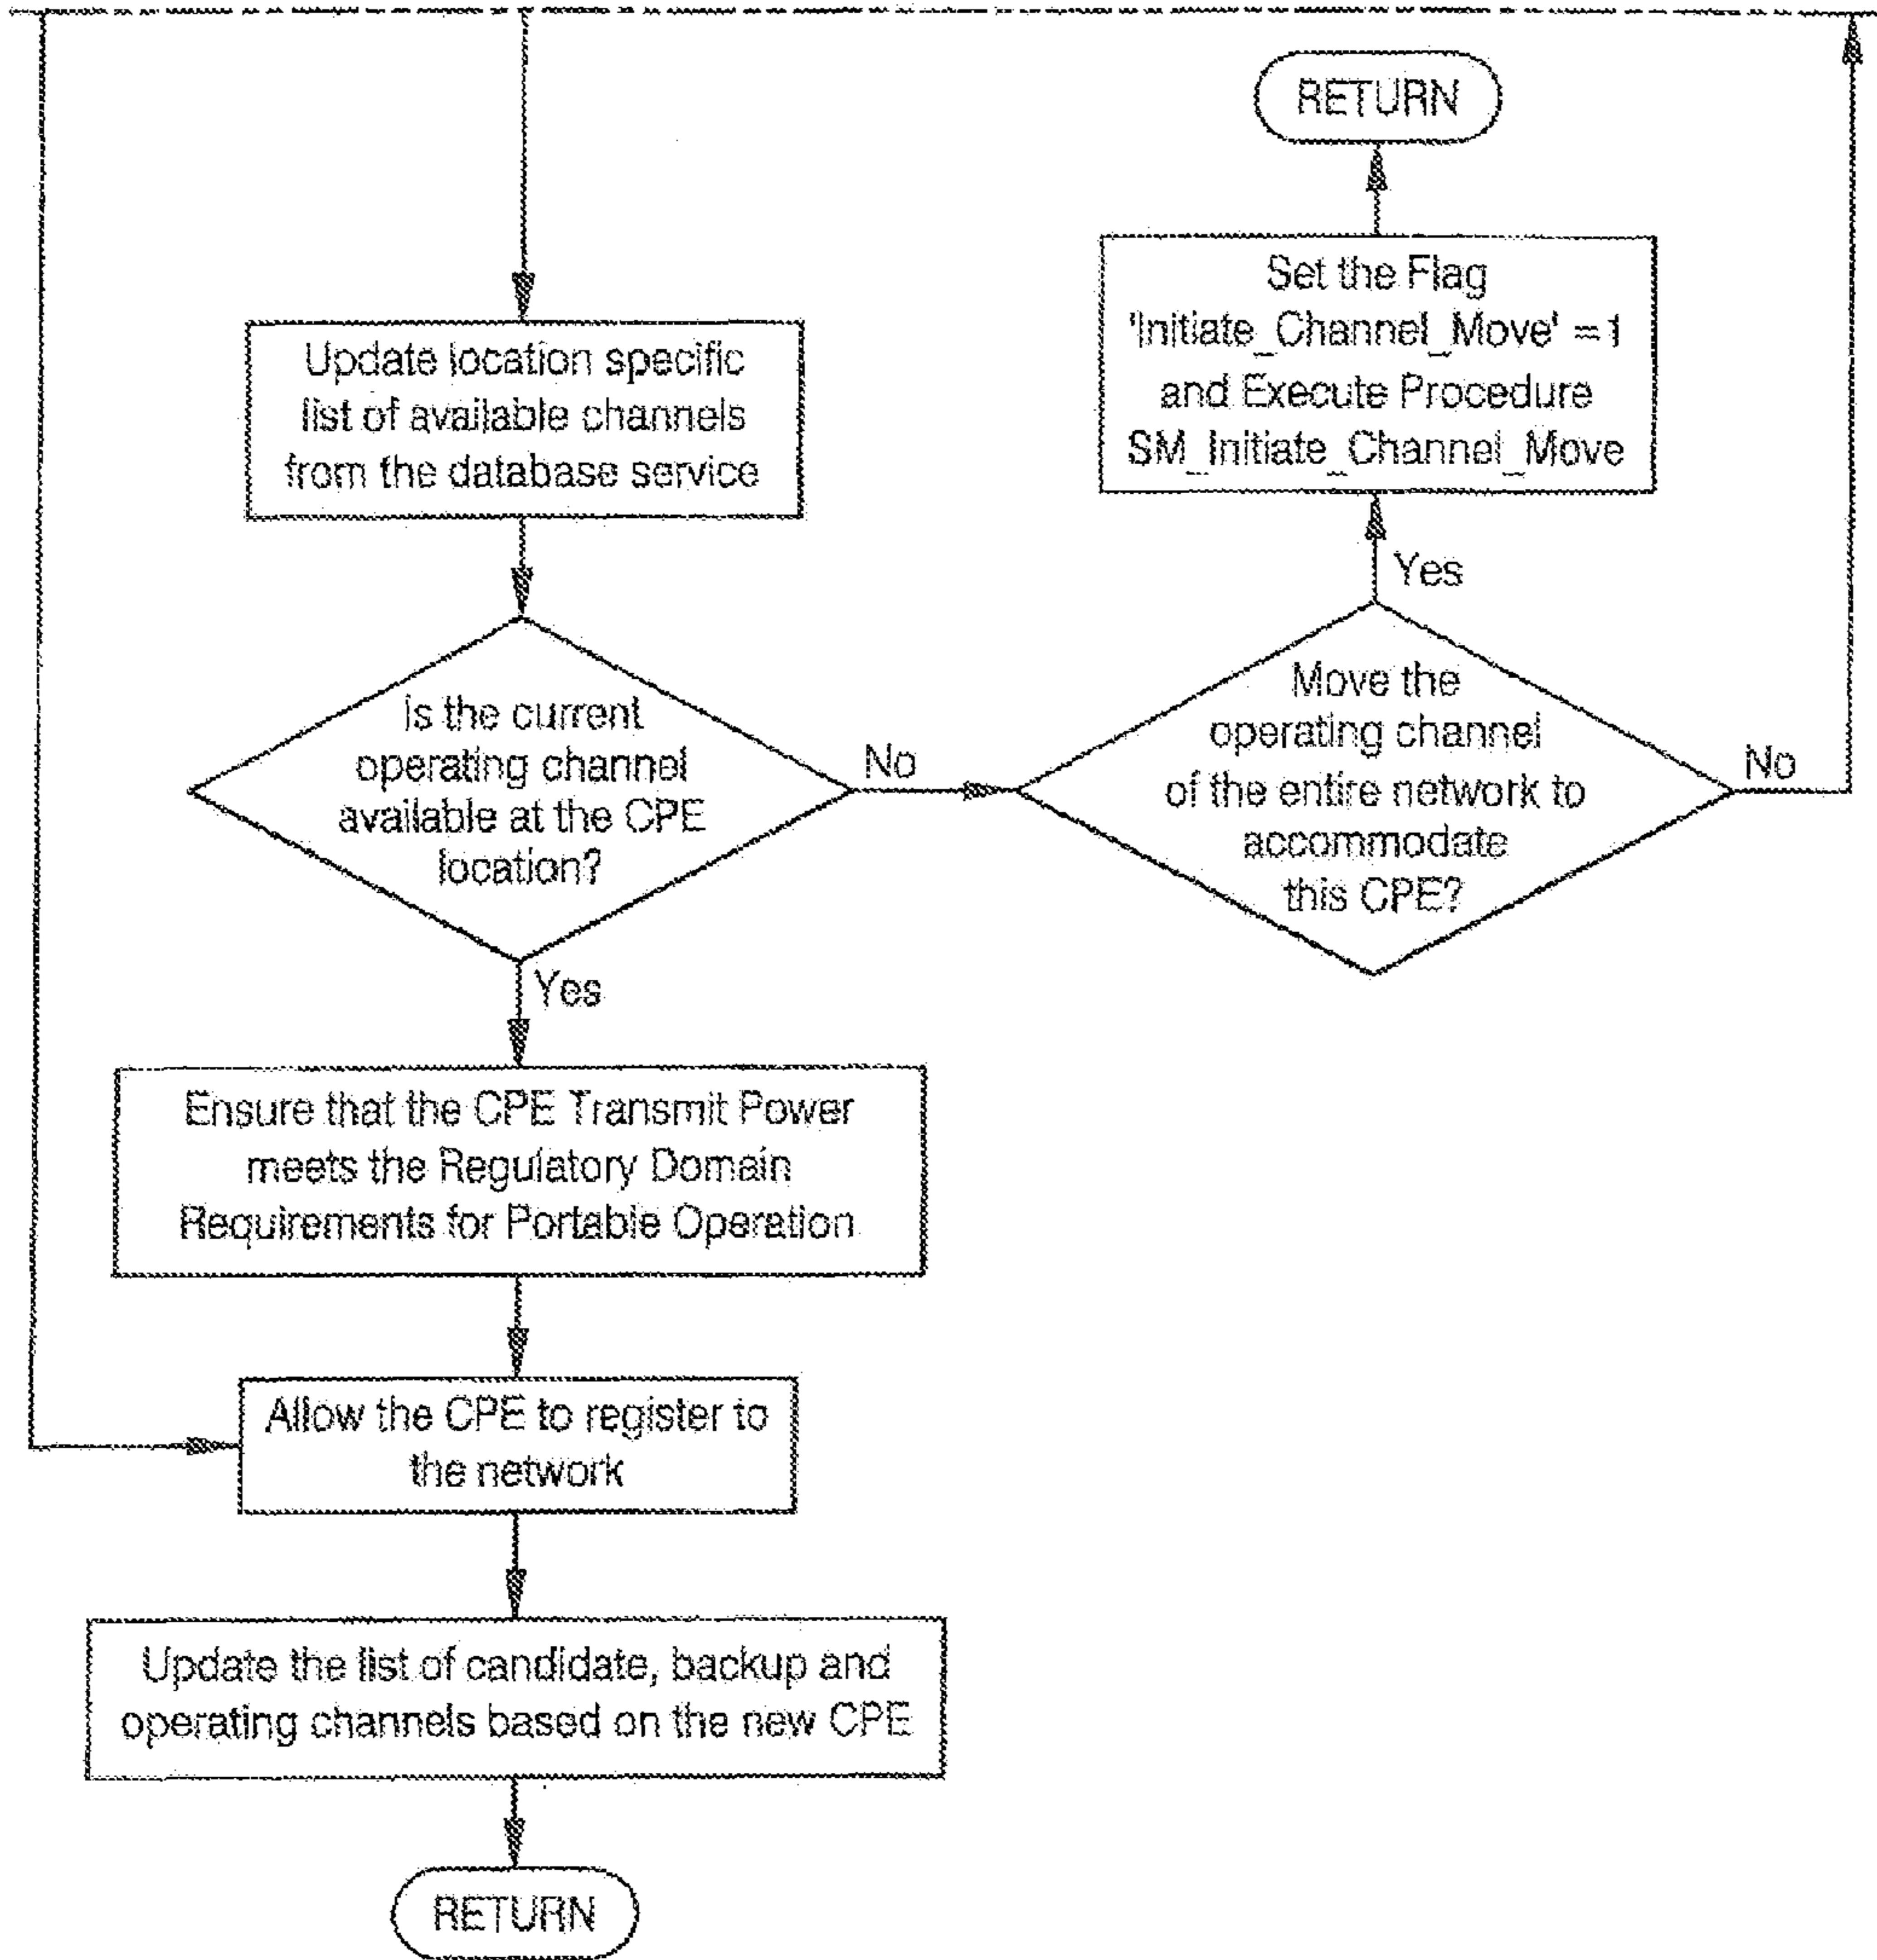 RETURN
Set the Flag
'Initiate_Channel_Move' = 1
and Execute Procedure
SM_Initiate_Channel_Move
Update location specific
list of available channels
from the database service
Yes
Is the current
operating channel
available at the CPE
location?
No
Move the
operating channel
of the entire network to
accommodate
this CPE?
No
Yes
Ensure that the CPE Transmit Power
meets the Regulatory Domain
Requirements for Portable Operation
Allow the CPE to register to
the network
Update the list of candidate, backup and
operating channels based on the new CPE
RETURN